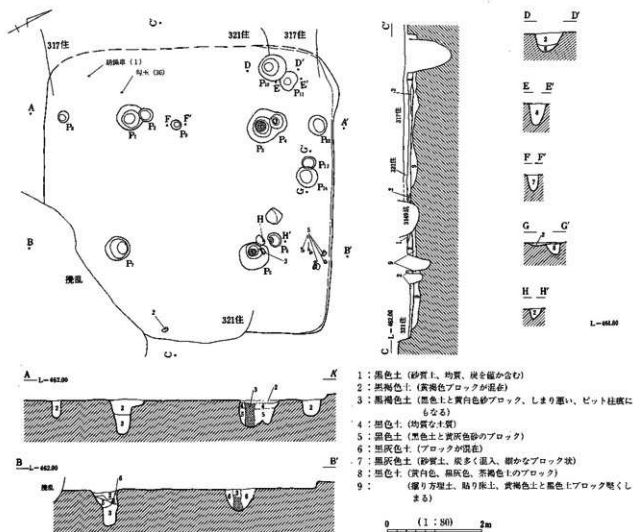 317住
321住
317住
C'
D
D'
紡錘車 (1)
勾玉 (36)
E
E'
P10
P11
A
P8
P1
P2
F
F'
P9
P3
P4
A'
G'
G
B
H
H'
P7
P5
P6
3
5
B'
攪乱
2
321住
C
C'
317住
321住
C
L=462.00
D
D'
E
E'
F
F'
G
G'
H
H'
L=462.00
A
L=462.00
A'
B
L=462.00
B'
攪乱
1：黒色土 (砂質土、均質、炭を僅か含む)
2：黒褐色土 (黄褐色ブロックが混在)
3：黒褐色土 (黒色土と黄白色砂ブロック、しまり悪い、ピット柱痕に
もなる)
4：黒色土 (均質な土質)
5：黒色土 (黒色土と黄灰色砂のブロック)
6：黒灰色土 (ブロックが混在)
7：黒灰色土 (砂質土、炭多く混入、細かなブロック状)
8：黒色土 (黄白色、黒灰色、茶褐色土のブロック)
9： (掘り方埋土、貼り床土、黄褐色土と黒色土ブロック堅くし
まる)
0 (1：80) 2m